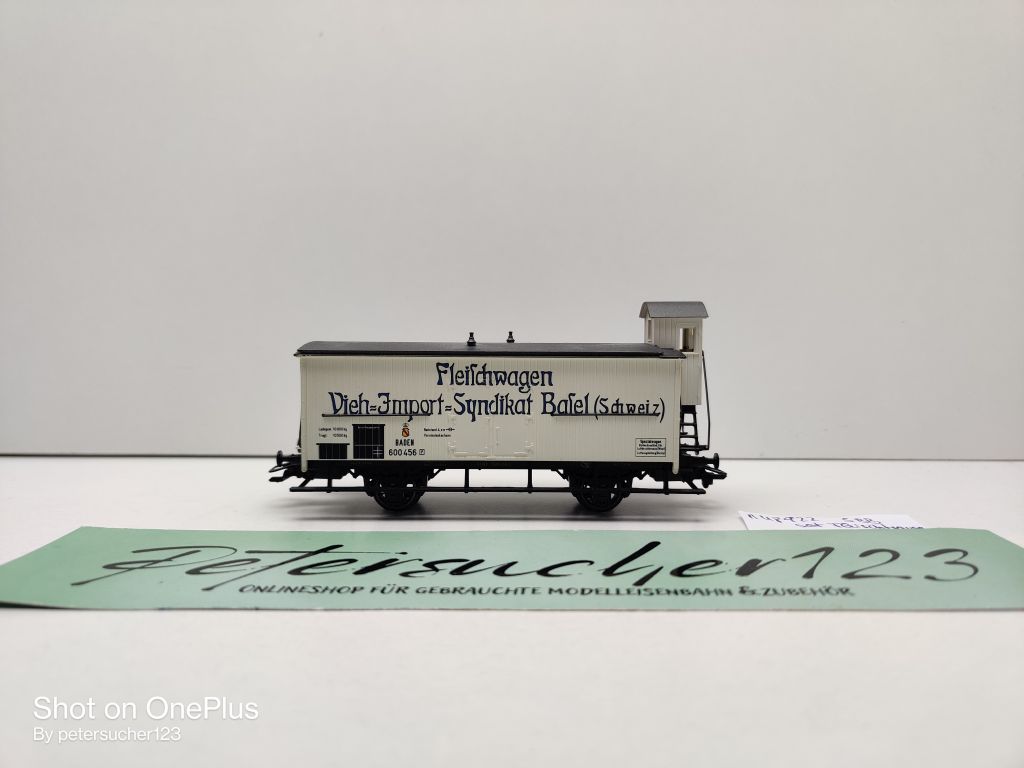 Fleischwagen
Vieh=Import=Syndikat Basel (Schweiz)
BADEN
600 456
Petersucher123
ONLINESHOP FÜR GEBRAUCHTE MODELLEISENBAHN & ZUBEHÖR
Shot on OnePlus
By petersucher123